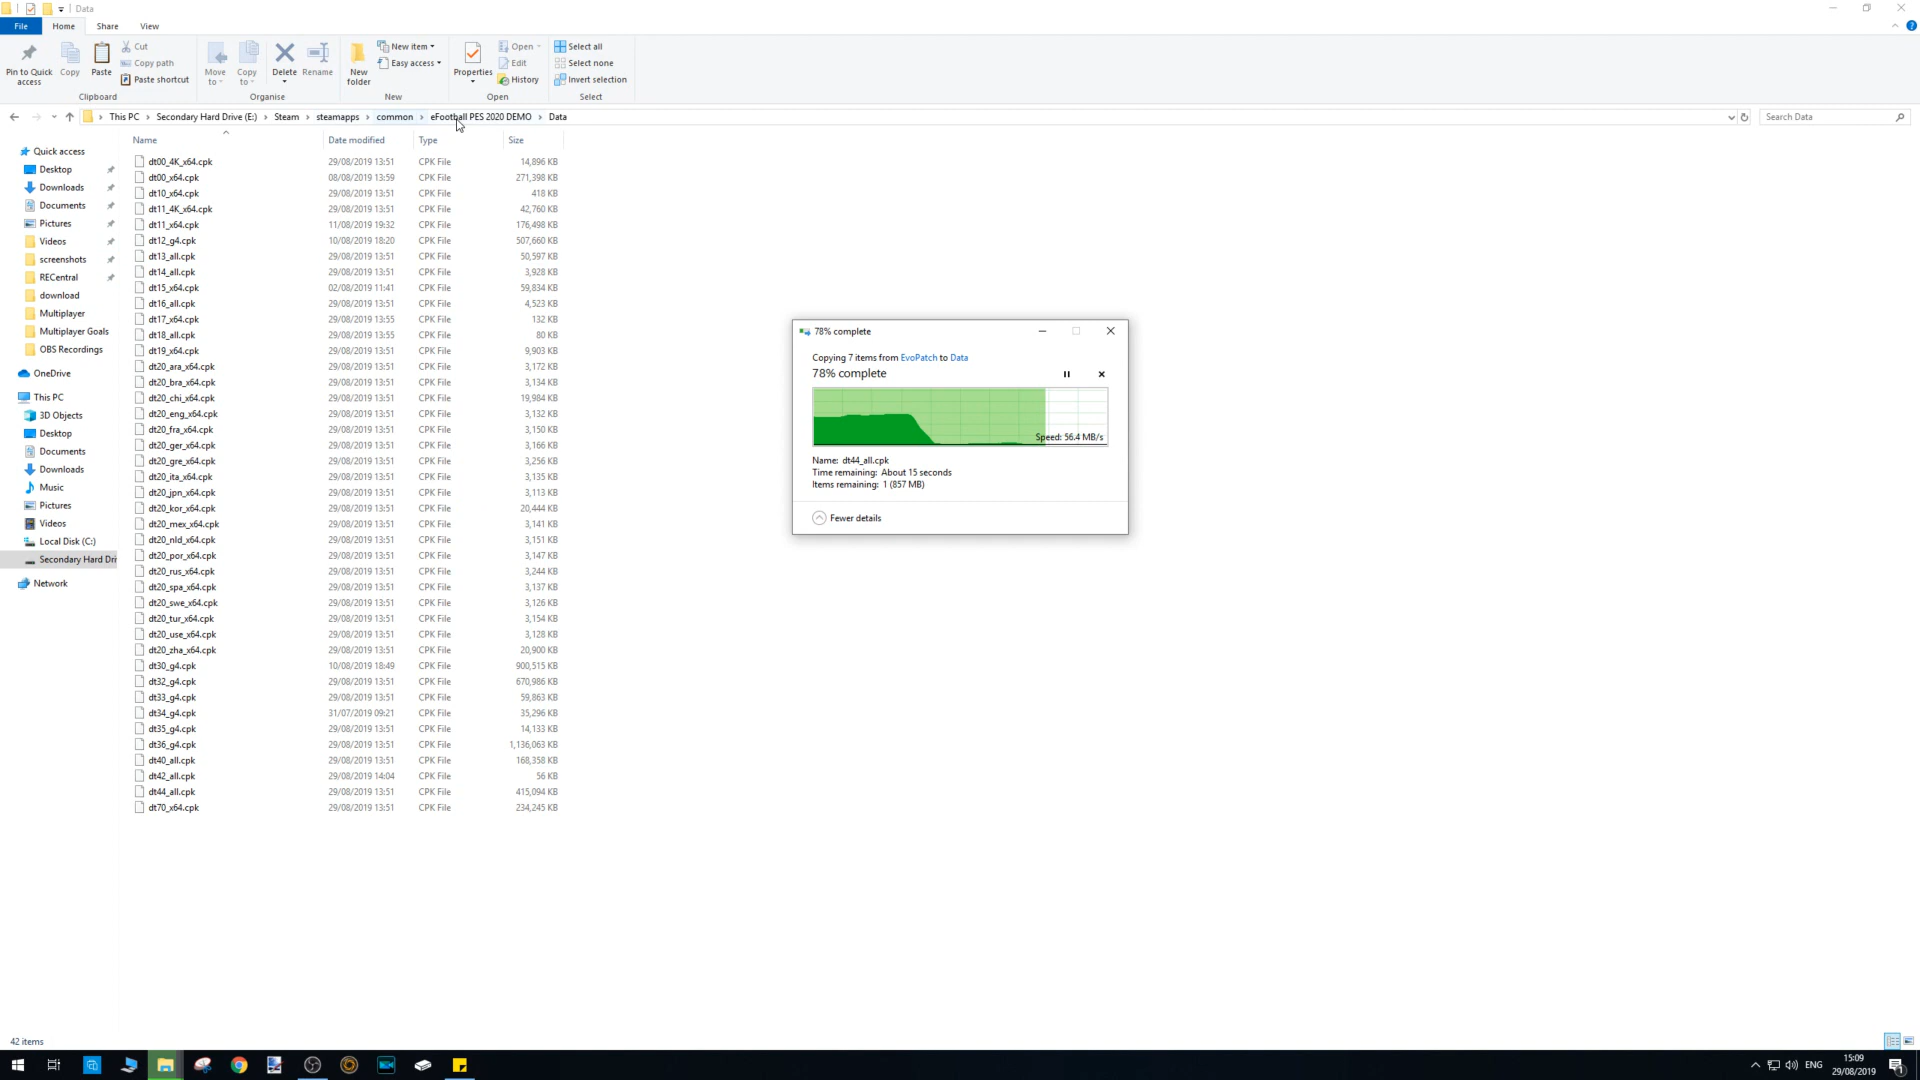 Data
File Home Share View
Pin to Quick access
Copy
Paste
Cut
Copy path
Paste shortcut
Clipboard
Move to
Copy to
Delete
Rename
Organise
New folder
New item
Easy access
New
Properties
Open
Edit
History
Open
Select all
Select none
Invert selection
Select
This PC > Secondary Hard Drive (E:) > Steam > steamapps > common > eFootball PES 2020 DEMO > Data
Search Data
Quick access
Desktop
Downloads
Documents
Pictures
Videos
screenshots
RECentral
download
Multiplayer
Multiplayer Goals
OBS Recordings
OneDrive
This PC
3D Objects
Desktop
Documents
Downloads
Music
Pictures
Videos
Local Disk (C:)
Secondary Hard Dri
Network
Name Date modified Type Size
dt00_4K_x64.cpk 29/08/2019 13:51 CPK File 14,896 KB
dt00_x64.cpk 08/08/2019 13:59 CPK File 271,398 KB
dt10_x64.cpk 29/08/2019 13:51 CPK File 418 KB
dt11_4K_x64.cpk 29/08/2019 13:51 CPK File 42,760 KB
dt11_x64.cpk 11/08/2019 19:32 CPK File 176,498 KB
dt12_g4.cpk 10/08/2019 18:20 CPK File 507,660 KB
dt13_all.cpk 29/08/2019 13:51 CPK File 50,597 KB
dt14_all.cpk 29/08/2019 13:51 CPK File 3,928 KB
dt15_x64.cpk 02/08/2019 11:41 CPK File 59,834 KB
dt16_all.cpk 29/08/2019 13:51 CPK File 4,523 KB
dt17_x64.cpk 29/08/2019 13:55 CPK File 132 KB
dt18_all.cpk 29/08/2019 13:55 CPK File 80 KB
dt19_x64.cpk 29/08/2019 13:51 CPK File 9,903 KB
dt20_ara_x64.cpk 29/08/2019 13:51 CPK File 3,172 KB
dt20_bra_x64.cpk 29/08/2019 13:51 CPK File 3,134 KB
dt20_chi_x64.cpk 29/08/2019 13:51 CPK File 19,984 KB
dt20_eng_x64.cpk 29/08/2019 13:51 CPK File 3,132 KB
dt20_fra_x64.cpk 29/08/2019 13:51 CPK File 3,150 KB
dt20_ger_x64.cpk 29/08/2019 13:51 CPK File 3,166 KB
dt20_gre_x64.cpk 29/08/2019 13:51 CPK File 3,256 KB
dt20_ita_x64.cpk 29/08/2019 13:51 CPK File 3,135 KB
dt20_jpn_x64.cpk 29/08/2019 13:51 CPK File 3,113 KB
dt20_kor_x64.cpk 29/08/2019 13:51 CPK File 20,444 KB
dt20_mex_x64.cpk 29/08/2019 13:51 CPK File 3,141 KB
dt20_nld_x64.cpk 29/08/2019 13:51 CPK File 3,151 KB
dt20_por_x64.cpk 29/08/2019 13:51 CPK File 3,147 KB
dt20_rus_x64.cpk 29/08/2019 13:51 CPK File 3,244 KB
dt20_spa_x64.cpk 29/08/2019 13:51 CPK File 3,137 KB
dt20_swe_x64.cpk 29/08/2019 13:51 CPK File 3,126 KB
dt20_tur_x64.cpk 29/08/2019 13:51 CPK File 3,154 KB
dt20_use_x64.cpk 29/08/2019 13:51 CPK File 3,128 KB
dt20_zha_x64.cpk 29/08/2019 13:51 CPK File 20,900 KB
dt30_g4.cpk 10/08/2019 18:49 CPK File 900,515 KB
dt32_g4.cpk 29/08/2019 13:51 CPK File 670,986 KB
dt33_g4.cpk 29/08/2019 13:51 CPK File 59,863 KB
dt34_g4.cpk 31/07/2019 09:21 CPK File 35,296 KB
dt35_g4.cpk 29/08/2019 13:51 CPK File 14,133 KB
dt36_g4.cpk 29/08/2019 13:51 CPK File 1,136,063 KB
dt40_all.cpk 29/08/2019 13:51 CPK File 168,358 KB
dt42_all.cpk 29/08/2019 14:04 CPK File 56 KB
dt44_all.cpk 29/08/2019 13:51 CPK File 415,094 KB
dt70_x64.cpk 29/08/2019 13:51 CPK File 234,245 KB
78% complete
Copying 7 items from EvoPatch to Data
78% complete
Speed: 56.4 MB/s
Name: dt44_all.cpk
Time remaining: About 15 seconds
Items remaining: 1 (857 MB)
Fewer details
42 items
ENG
15:09
29/08/2019